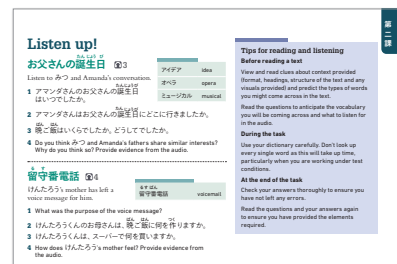 第二課
Listen up!
お父さんの誕生日 3
Listen to みつ and Amanda's conversation.
アイデア idea
オペラ opera
ミュージカル musical
1 アマンダさんのお父さんの誕生日
はいつでしたか。
2 アマンダさんはお父さんの誕生日にどこに行きましたか。
3 晩ご飯はいくらでしたか。どうしてでしたか。
4 Do you think みつ and Amanda's fathers share similar interests?
Why do you think so? Provide evidence from
the audio.
留守番電話 4
けんたろう's mother has left a
voice message for him.
留守番電話 voicemail
1 What was the purpose of the voice message?
2 けんたろうくんのお母さんは、晩ご飯に何を作りますか。
3 けんたろうくんは、スーパーで何を買いますか。
4 How does けんたろう's mother feel? Provide evidence from
the audio.
Tips for reading and listening
Before reading a text
View and read clues about context provided
(format, headings, structure of the text and any
visuals provided) and predict the types of words
you might come across in the text.
Read the questions to anticipate the vocabulary
you will be coming across and what to listen for
in the audio.
During the task
Use your dictionary carefully. Don't look up
every single word as this will take up time,
particularly when you are working under test
conditions.
At the end of the task
Check your answers thoroughly to ensure you
have not left any errors.
Read the questions and your answers again
to ensure you have provided the elements
required.